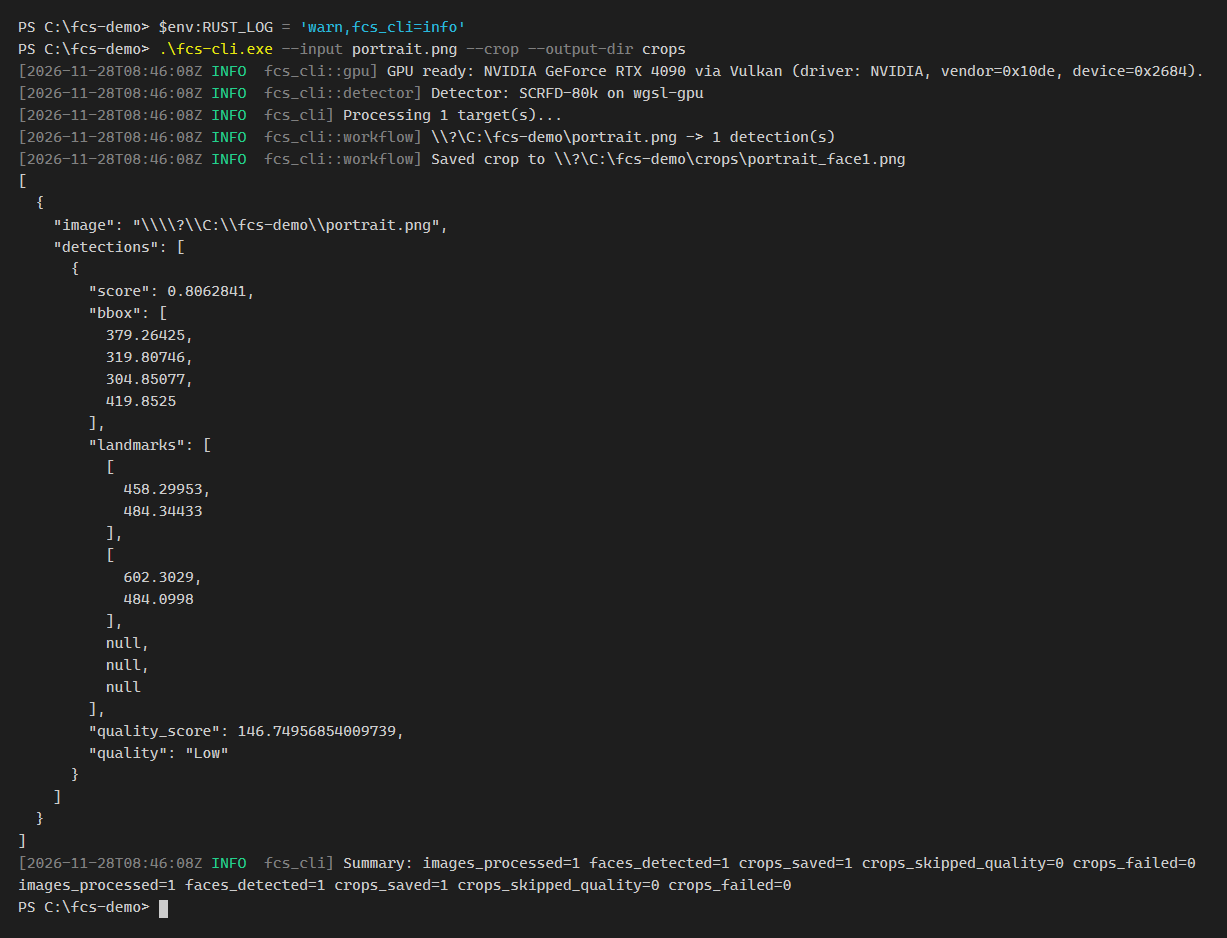 PS C:\fcs-demo> $env:RUST_LOG = 'warn,fcs_cli=info'
PS C:\fcs-demo> .\fcs-cli.exe --input portrait.png --crop --output-dir crops
[2026-11-28T08:46:08Z INFO  fcs_cli::gpu] GPU ready: NVIDIA GeForce RTX 4090 via Vulkan (driver: NVIDIA, vendor=0x10de, device=0x2684).
[2026-11-28T08:46:08Z INFO  fcs_cli::detector] Detector: SCRFD-80k on wgsl-gpu
[2026-11-28T08:46:08Z INFO  fcs_cli] Processing 1 target(s)...
[2026-11-28T08:46:08Z INFO  fcs_cli::workflow] \\?\C:\fcs-demo\portrait.png -> 1 detection(s)
[2026-11-28T08:46:08Z INFO  fcs_cli::workflow] Saved crop to \\?\C:\fcs-demo\crops\portrait_face1.png
[
  {
    "image": "\\\\?\\C:\\fcs-demo\\portrait.png",
    "detections": [
      {
        "score": 0.8062841,
        "bbox": [
          379.26425,
          319.80746,
          304.85077,
          419.8525
        ],
        "landmarks": [
          [
            458.29953,
            484.34433
          ],
          [
            602.3029,
            484.0998
          ],
          null,
          null,
          null
        ],
        "quality_score": 146.74956854009739,
        "quality": "Low"
      }
    ]
  }
]
[2026-11-28T08:46:08Z INFO  fcs_cli] Summary: images_processed=1 faces_detected=1 crops_saved=1 crops_skipped_quality=0 crops_failed=0
images_processed=1 faces_detected=1 crops_saved=1 crops_skipped_quality=0 crops_failed=0
PS C:\fcs-demo>